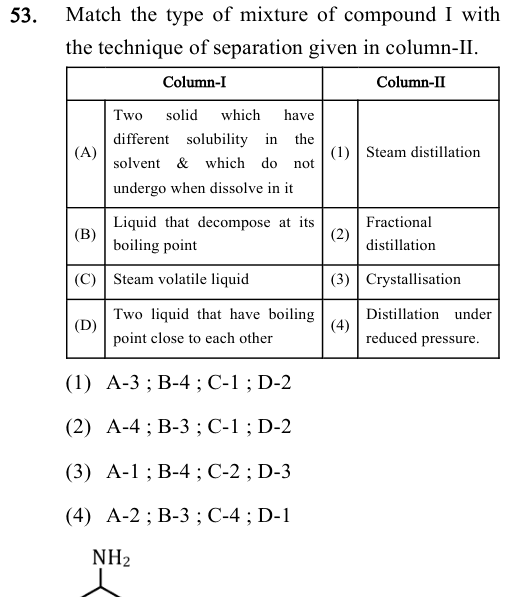 53. Match the type of mixture of compound I with
the technique of separation given in column-II.
Column-I Column-II
(A) Two solid which have
different solubility in the
solvent & which do not
undergo when dissolve in it
(1) Steam distillation
(B) Liquid that decompose at its
boiling point
(2) Fractional
distillation
(C) Steam volatile liquid (3) Crystallisation
(D) Two liquid that have boiling
point close to each other
(4) Distillation under
reduced pressure.
(1) A-3 ; B-4 ; C-1 ; D-2
(2) A-4 ; B-3 ; C-1 ; D-2
(3) A-1 ; B-4 ; C-2 ; D-3
(4) A-2 ; B-3 ; C-4 ; D-1
NH₂